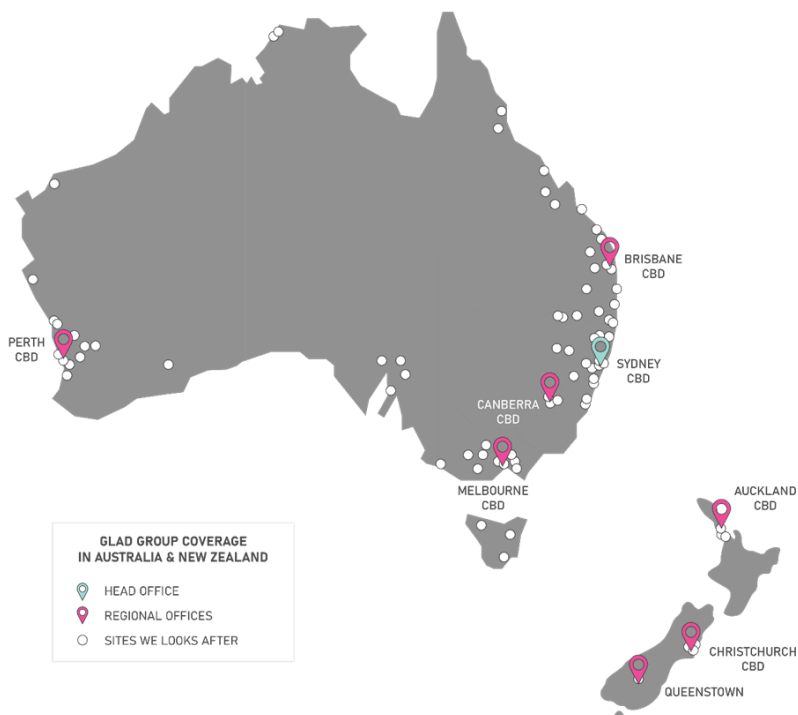 BRISBANE
CBD
PERTH
CBD
SYDNEY
CBD
CANBERRA
CBD
MELBOURNE
CBD
AUCKLAND
CBD
GLAD GROUP COVERAGE
IN AUSTRALIA & NEW ZEALAND
HEAD OFFICE
REGIONAL OFFICES
SITES WE LOOKS AFTER
CHRISTCHURCH
CBD
QUEENSTOWN